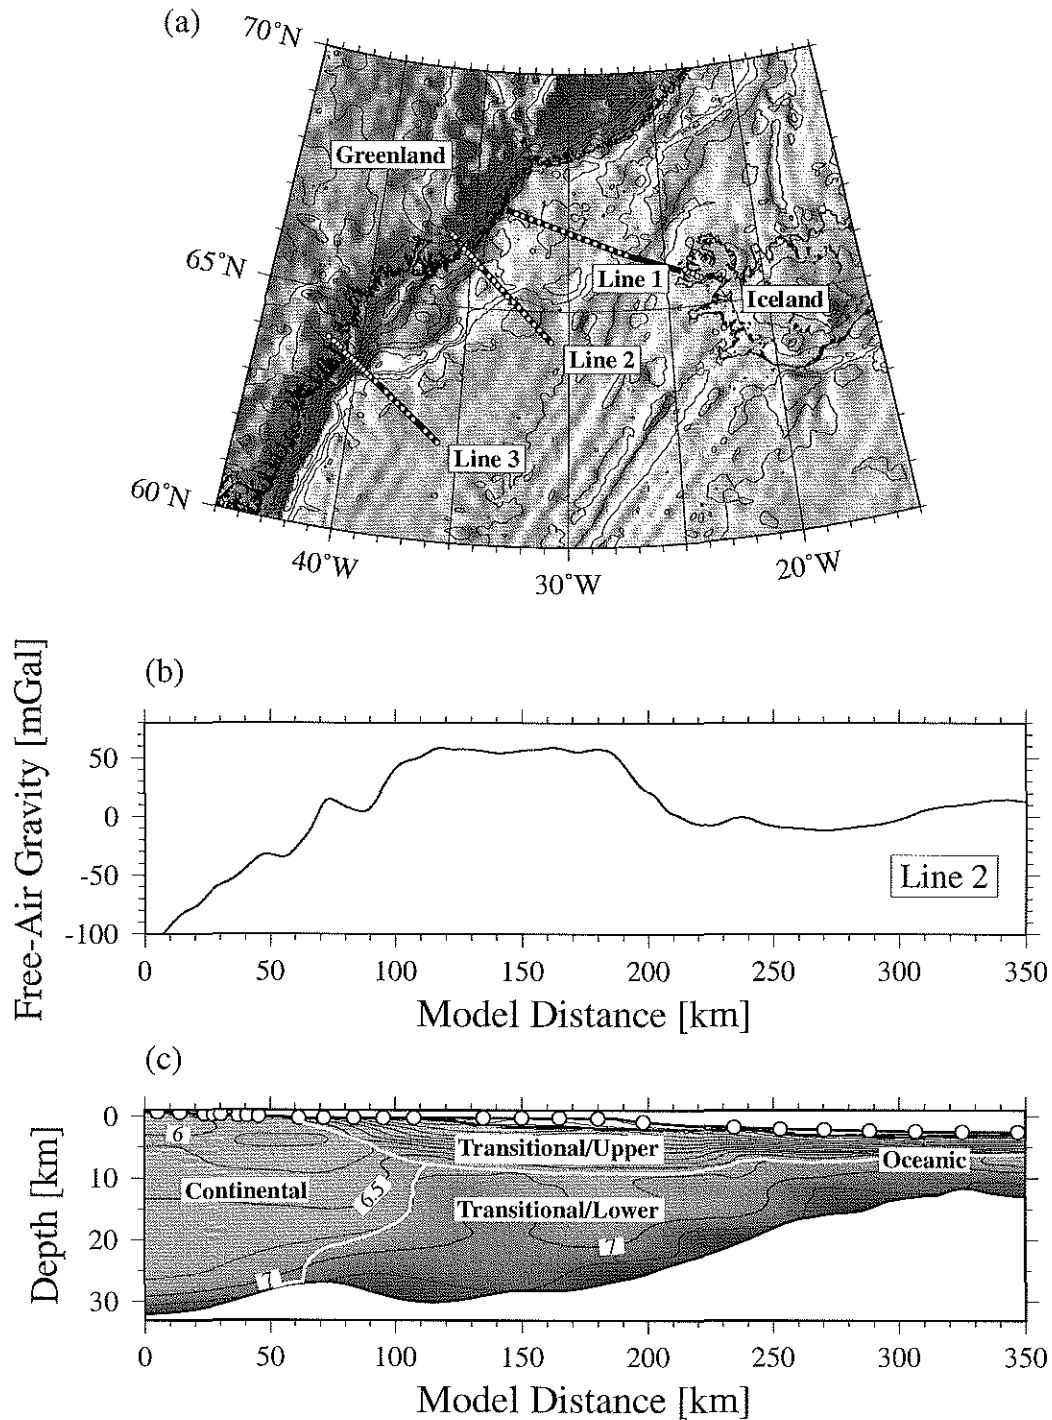 (a)
70°N
Greenland
65°N
Line 1
Iceland
Line 2
Line 3
60°N
40°W
30°W
20°W
(b)
Free-Air Gravity [mGal]
50
0
-50
-100
Line 2
0 50 100 150 200 250 300 350
Model Distance [km]
(c)
Depth [km]
0
10
20
30
6
Transitional/Upper
Oceanic
Continental
6.5
Transitional/Lower
7
7
0 50 100 150 200 250 300 350
Model Distance [km]